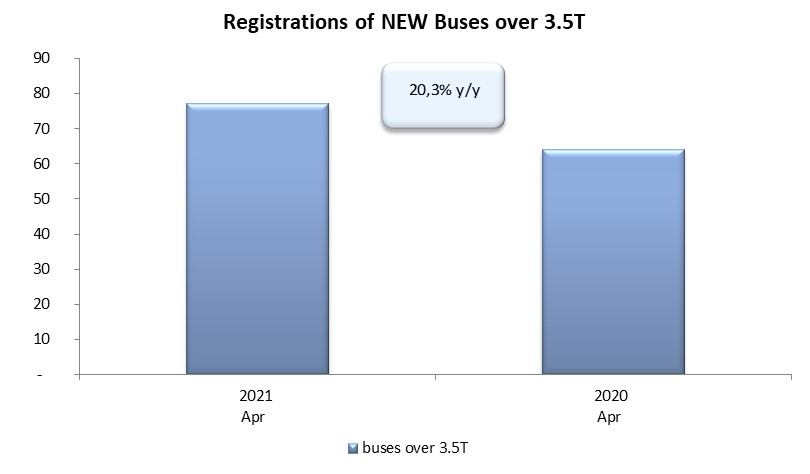 Registrations of NEW Buses over 3.5T
90
80
70
60
50
40
30
20
10
-
20,3% y/y
2021
Apr
2020
Apr
buses over 3.5T